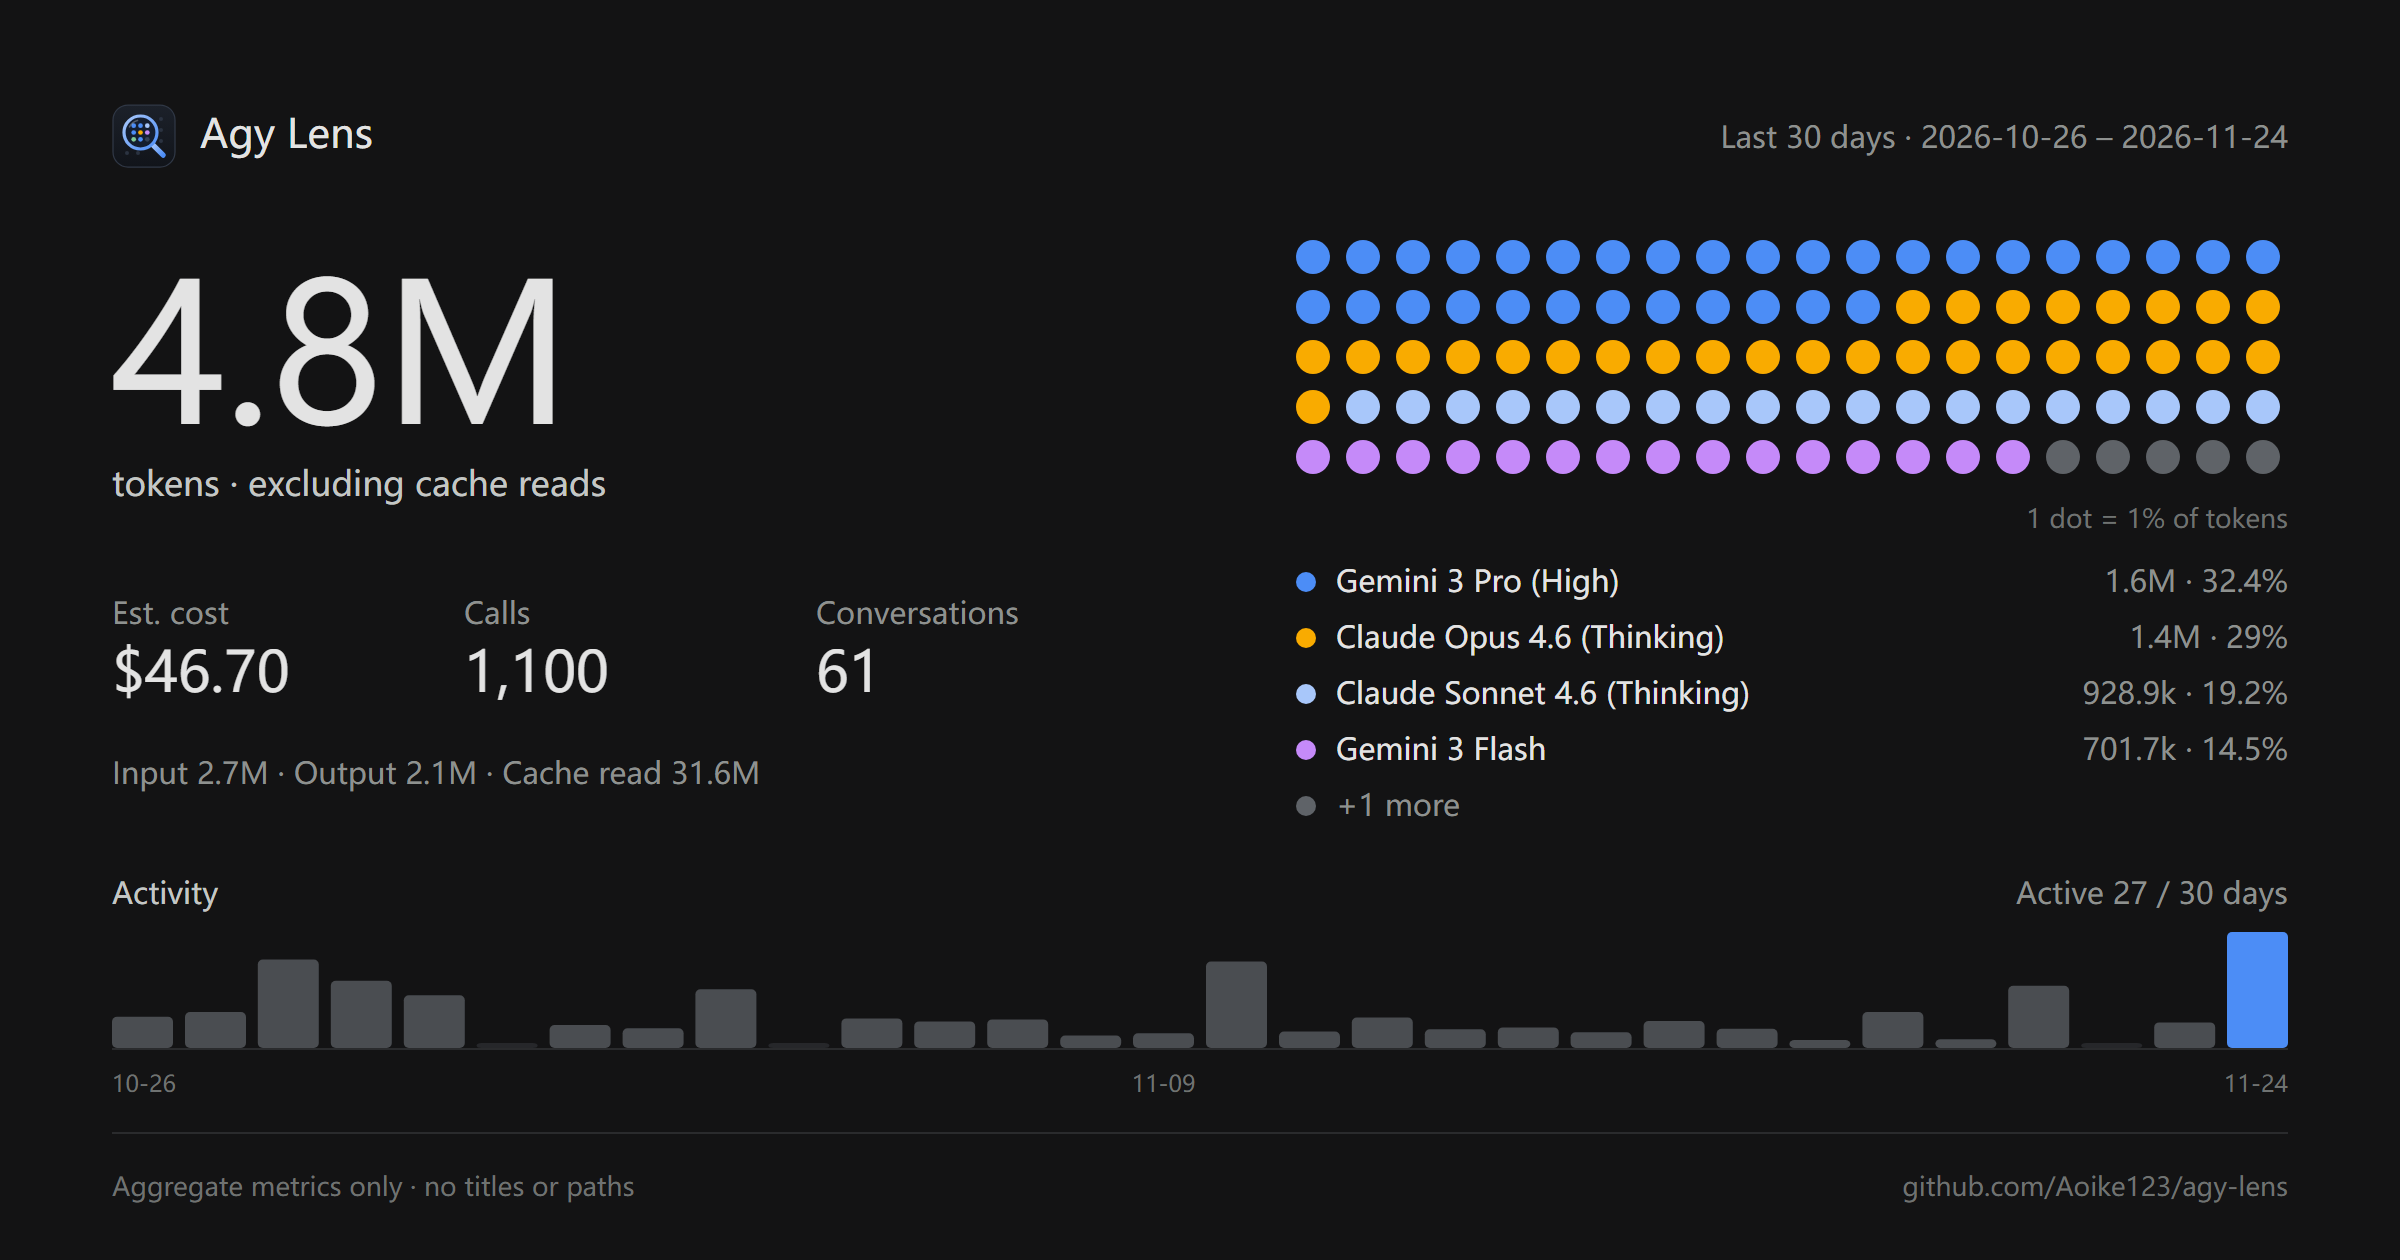 Agy Lens
Last 30 days · 2026-10-26 – 2026-11-24
4.8M
tokens · excluding cache reads
Est. cost
$46.70
Calls
1,100
Conversations
61
Input 2.7M · Output 2.1M · Cache read 31.6M
1 dot = 1% of tokens
Gemini 3 Pro (High) 1.6M · 32.4%
Claude Opus 4.6 (Thinking) 1.4M · 29%
Claude Sonnet 4.6 (Thinking) 928.9k · 19.2%
Gemini 3 Flash 701.7k · 14.5%
+1 more
Activity
Active 27 / 30 days
10-26 11-09 11-24
Aggregate metrics only · no titles or paths
github.com/Aoike123/agy-lens